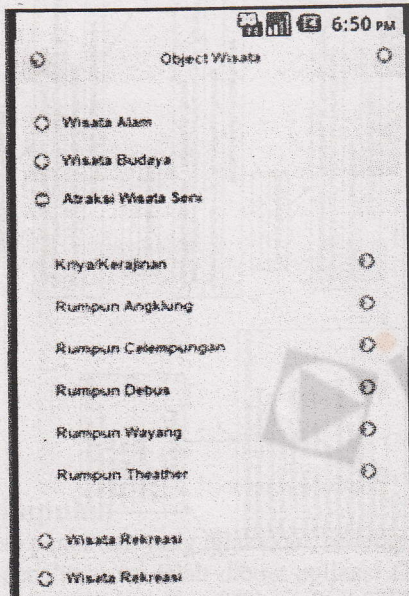 6:50 PM
Object Wisata
Wisata Alam
Wisata Budaya
Atraksi Wisata Seni
Kriya/Kerajinan
Rumpun Angklung
Rumpun Celempungan
Rumpun Debus
Rumpun Wayang
Rumpun Theather
Wisata Rekreasi
Wisata Rekreasi